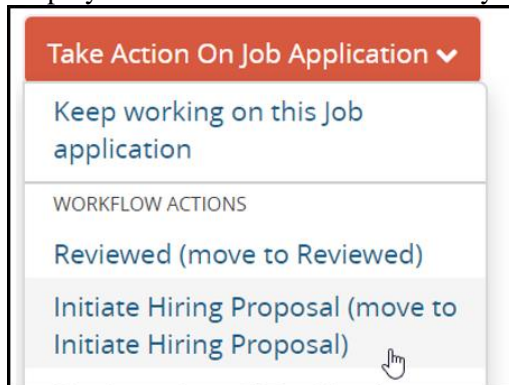 Take Action On Job Application
Keep working on this Job
application
WORKFLOW ACTIONS
Reviewed (move to Reviewed)
Initiate Hiring Proposal (move to
Initiate Hiring Proposal)